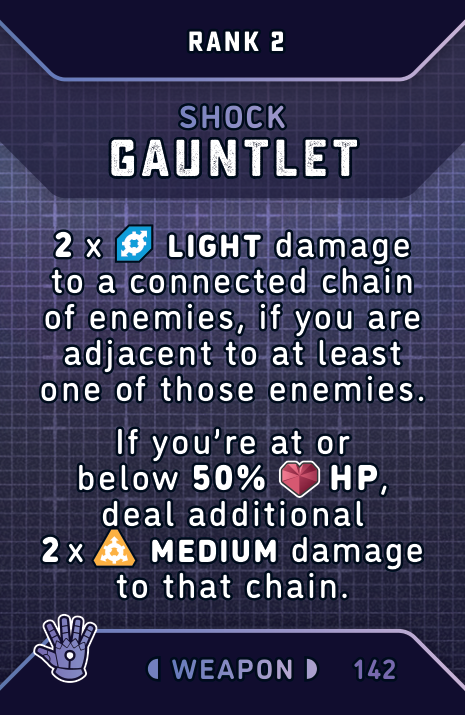 RANK 2
SHOCK
GAUNTLET
2 x LIGHT damage
to a connected chain
of enemies, if you are
adjacent to at least
one of those enemies.
If you’re at or
below 50% HP,
deal additional
2 x MEDIUM damage
to that chain.
WEAPON 142